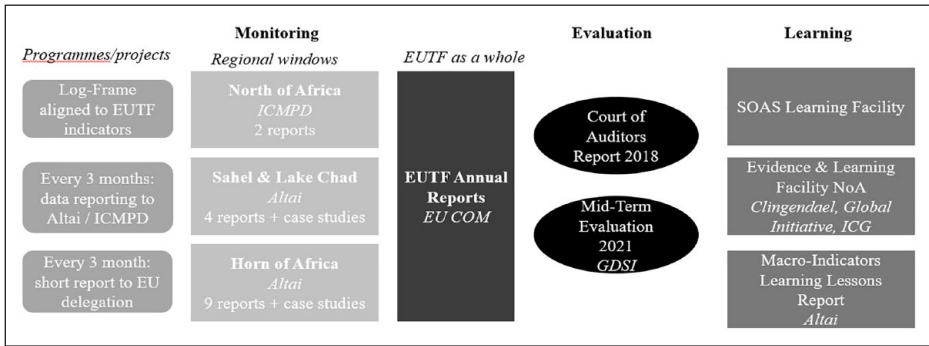 Monitoring
Evaluation
Learning
Programmes/projects
Regional windows
EUTF as a whole
Log-Frame
aligned to EUTF
indicators
Every 3 months:
data reporting to
Altai / ICMPD
Every 3 month:
short report to EU
delegation
North of Africa
ICMPD
2 reports
Sahel & Lake Chad
Altai
4 reports + case studies
Horn of Africa
Altai
9 reports + case studies
EUTF Annual
Reports
EU COM
Court of
Auditors
Report 2018
Mid-Term
Evaluation
2021
GDSI
SOAS Learning Facility
Evidence & Learning
Facility NoA
Clingendael, Global
Initiative, ICG
Macro-Indicators
Learning Lessons
Report
Altai